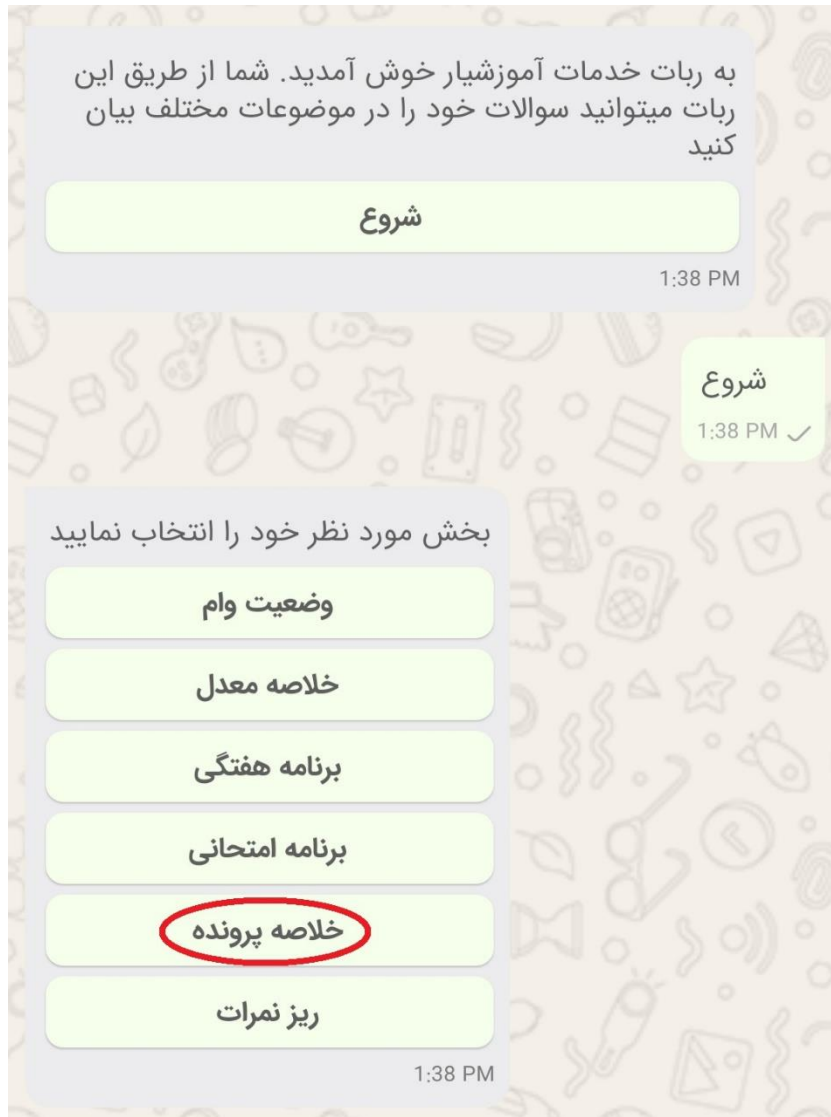 به ربات خدمات آموزشیار خوش آمدید. شما از طریق این
ربات میتوانید سوالات خود را در موضوعات مختلف بیان
کنید
شروع
1:38 PM
شروع
1:38 PM
بخش مورد نظر خود را انتخاب نمایید
وضعیت وام
خلاصه معدل
برنامه هفتگی
برنامه امتحانی
خلاصه پرونده
ریز نمرات
1:38 PM